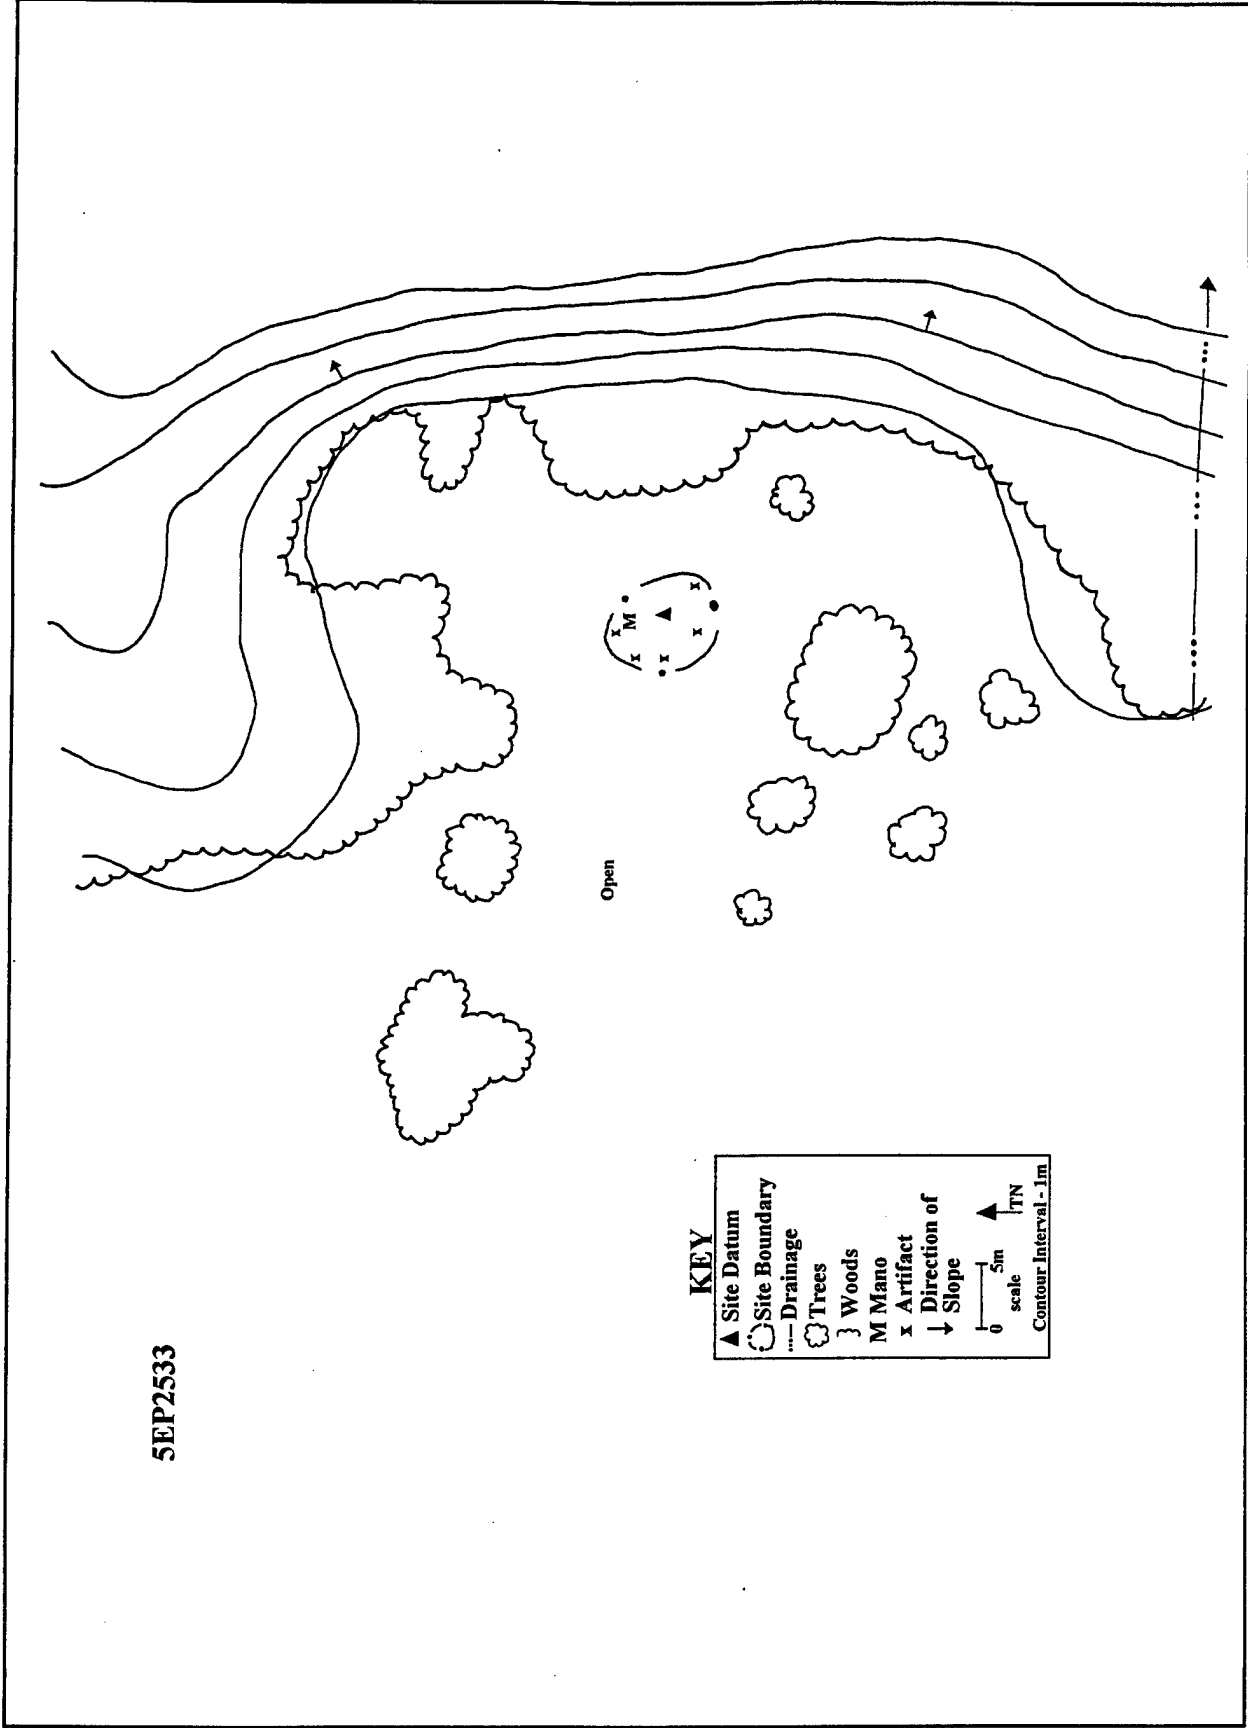 5EP2533
Open
M
x
x
x
x
x
KEY
Site Datum
Site Boundary
Drainage
Trees
Woods
M Mano
x Artifact
Direction of
Slope
0 5m
scale
TN
Contour Interval - 1m